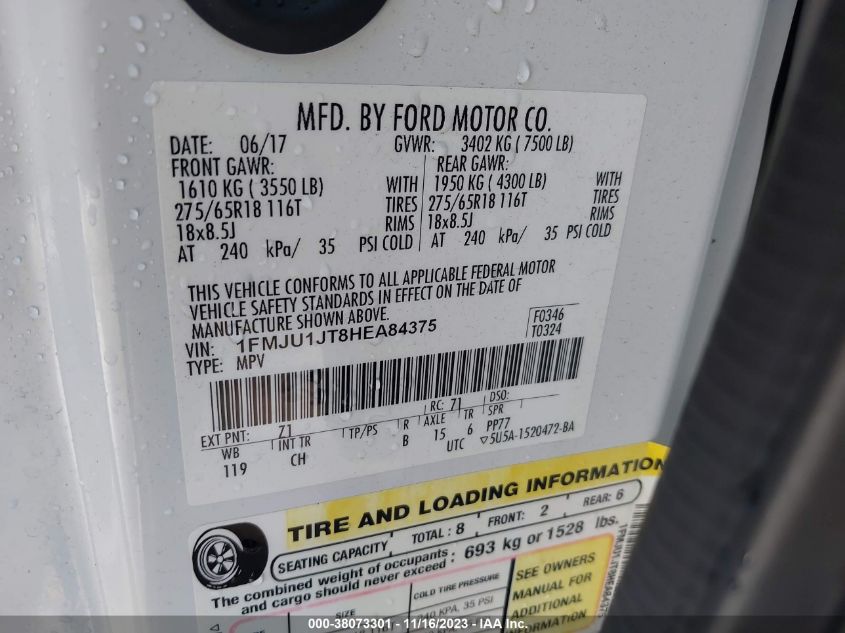 MFD. BY FORD MOTOR CO.
DATE: 06/17 GVWR: 3402 KG ( 7500 LB)
FRONT GAWR: REAR GAWR:
1610 KG ( 3550 LB) WITH 1950 KG ( 4300 LB) WITH
275/65R18 116T TIRES 275/65R18 116T TIRES
18x8.5J RIMS 18x8.5J RIMS
AT 240 kPa/ 35 PSI COLD AT 240 kPa/ 35 PSI COLD
THIS VEHICLE CONFORMS TO ALL APPLICABLE FEDERAL MOTOR
VEHICLE SAFETY STANDARDS IN EFFECT ON THE DATE OF
MANUFACTURE SHOWN ABOVE.
VIN: 1FMJU1JT8HEA84375 F0346
TYPE: MPV T0324
EXT PNT: Z1 RC: 71 DSO:
WB INT TR TP/PS R AXLE TR SPR
119 CH B 15 6 PP77
UTC ▽5U5A-1520472-BA
TIRE AND LOADING INFORMATION
SEATING CAPACITY TOTAL: 8 FRONT: 2 REAR: 6
The combined weight of occupants and cargo should never exceed : 693 kg or 1528 lbs.
SIZE COLD TIRE PRESSURE SEE OWNERS
240 KPA, 35 PSI MANUAL FOR
ADDITIONAL
INFORMATION
000-38073301 - 11/16/2023 - IAA Inc.